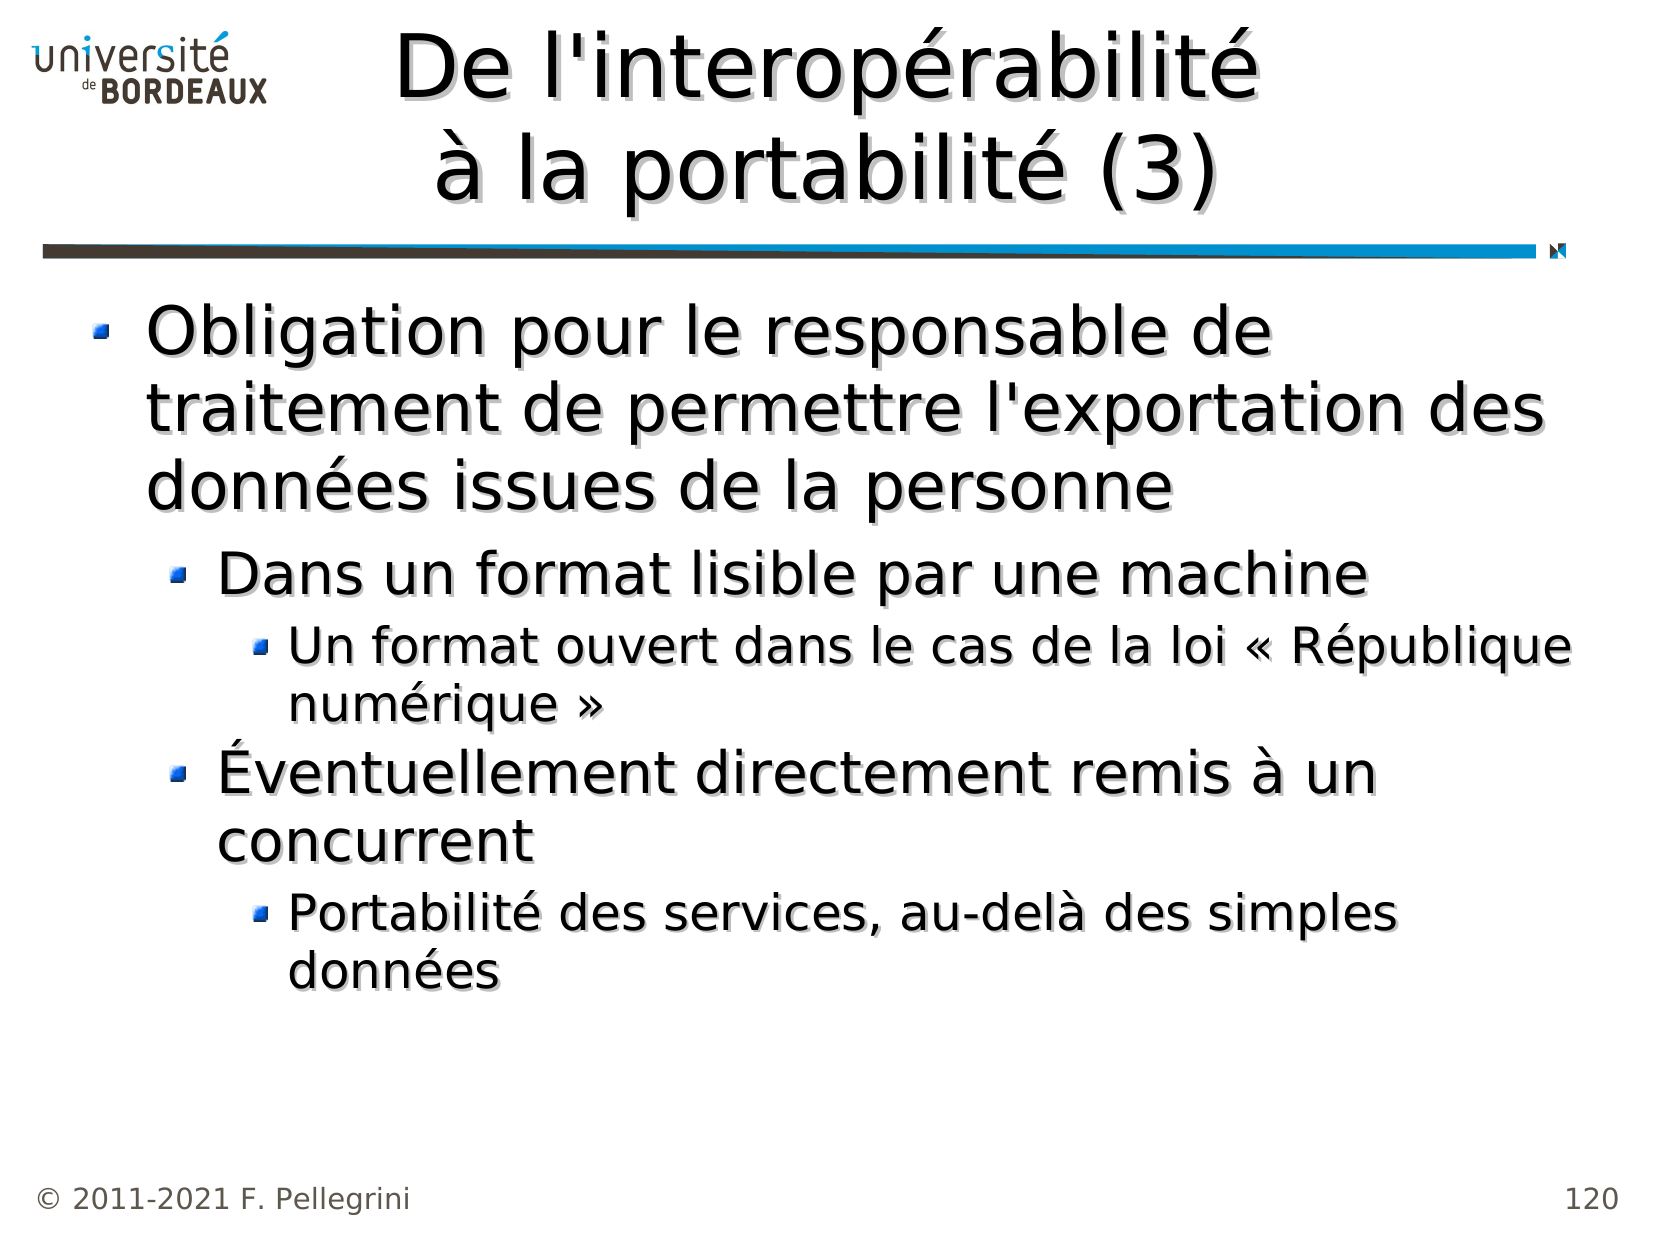 université
de BORDEAUX
De l'interopérabilité
à la portabilité (3)
Obligation pour le responsable de
traitement de permettre l'exportation des
données issues de la personne
Dans un format lisible par une machine
Un format ouvert dans le cas de la loi « République
numérique »
Éventuellement directement remis à un
concurrent
Portabilité des services, au-delà des simples
données
© 2011-2021 F. Pellegrini
120